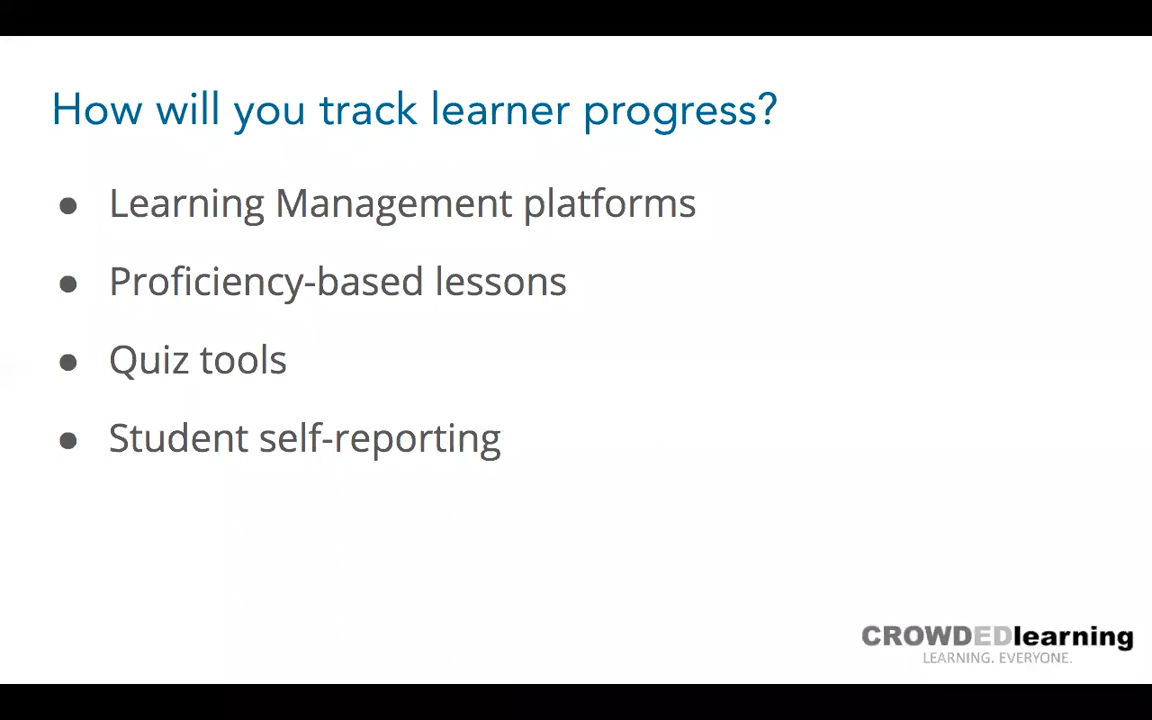 How will you track learner progress?
● Learning Management platforms
● Proficiency-based lessons
● Quiz tools
● Student self-reporting
CROWDEDlearning
LEARNING. EVERYONE.